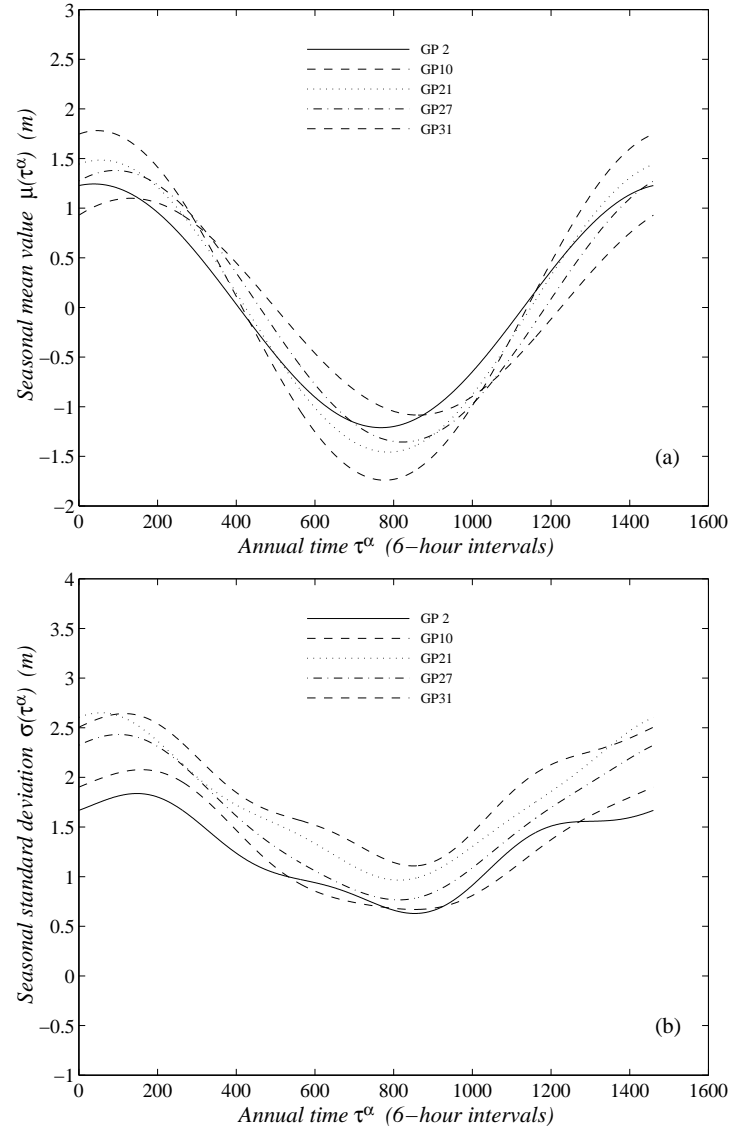 3
2.5
2
1.5
1
0.5
0
−0.5
−1
−1.5
−2
Seasonal mean value μ(τα) (m)
GP 2
GP10
GP21
GP27
GP31
(a)
0 200 400 600 800 1000 1200 1400 1600
Annual time τα (6−hour intervals)
4
3.5
3
2.5
2
1.5
1
0.5
0
−0.5
−1
Seasonal standard deviation σ(τα) (m)
GP 2
GP10
GP21
GP27
GP31
(b)
0 200 400 600 800 1000 1200 1400 1600
Annual time τα (6−hour intervals)